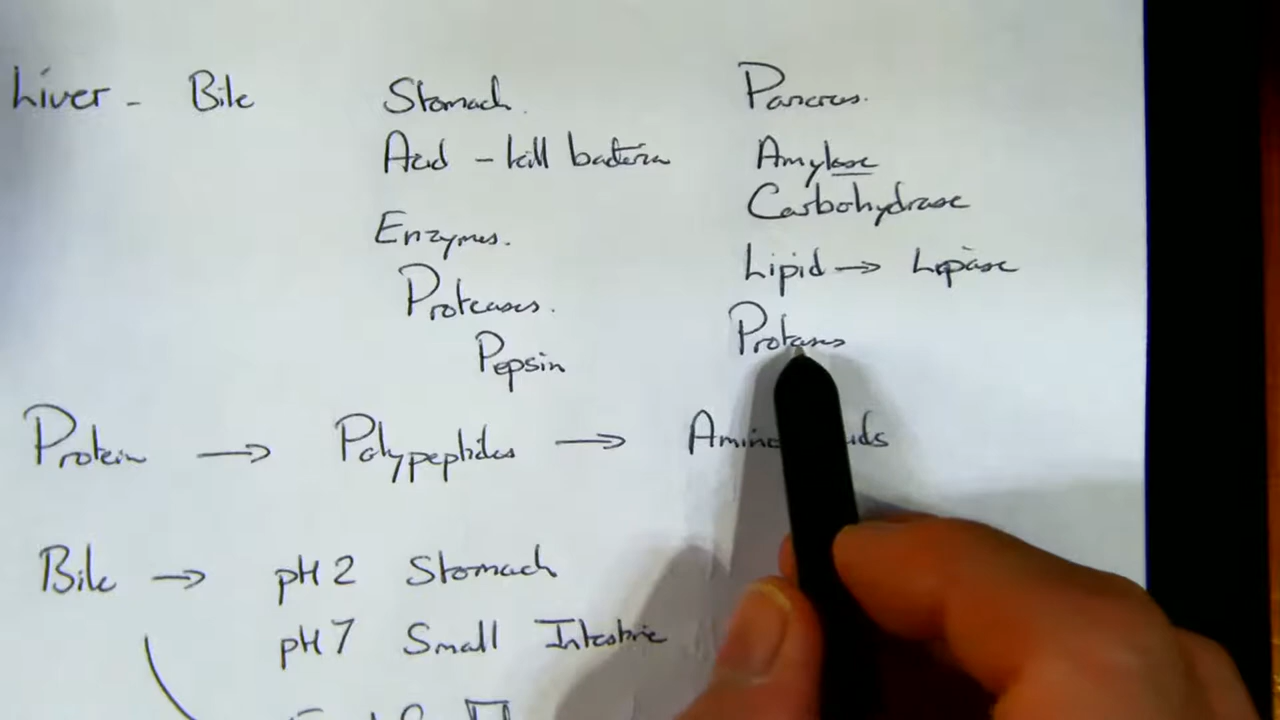 Liver - Bile
Stomach.
Acid - kill bacteria
Enzymes.
Proteases.
Pepsin
Pancreas.
Amylase
Carbohydrase
Lipid → Lipase
Proteases
Protein → Polypeptides → Amino
Bile → pH 2 Stomach
pH 7 Small Intestine